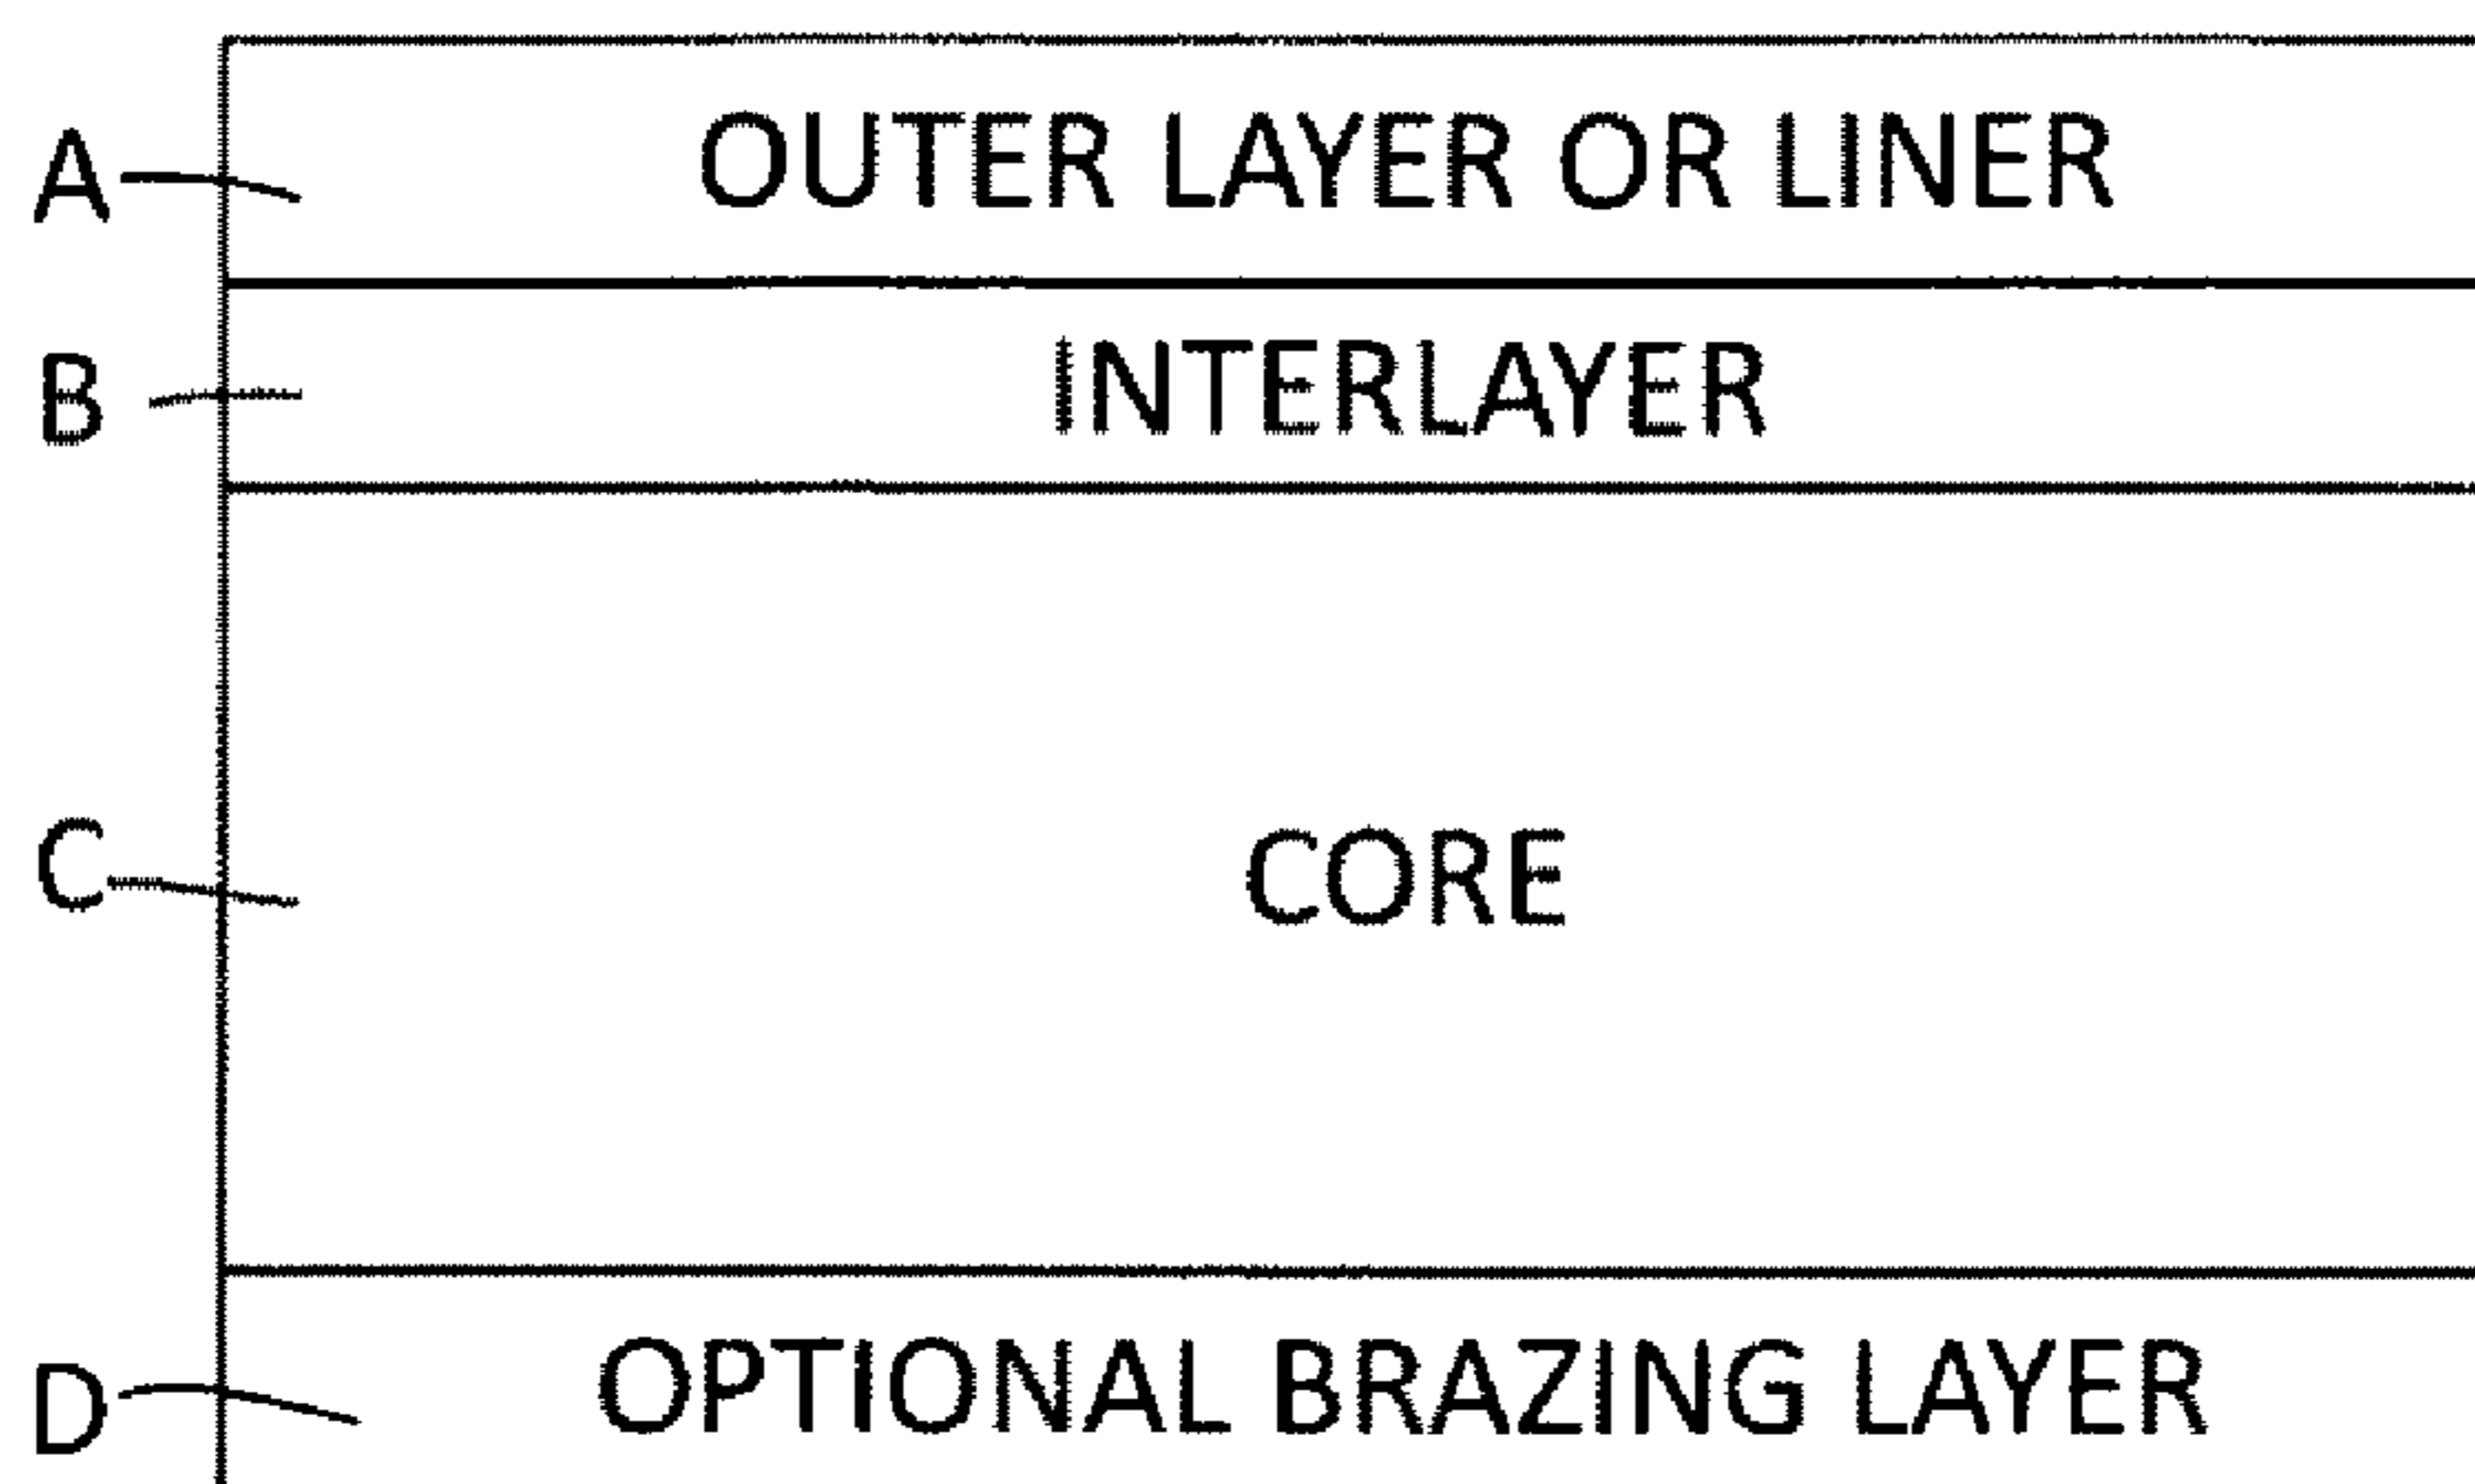 A OUTER LAYER OR LINER
B INTERLAYER
C CORE
D OPTIONAL BRAZING LAYER